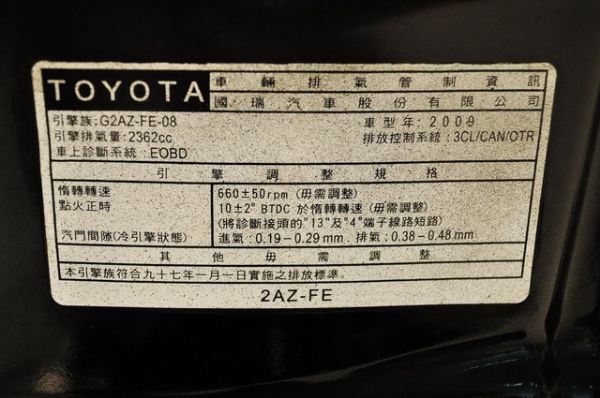 TOYOTA 車輛排氣管制資訊
國瑞汽車股份有限公司
引擎族:G2AZ-FE-08 車型年:2009
引擎排氣量:2362cc 排放控制系統:3CL/CAN/OTR
車上診斷系統:EOBD
引擎調整規格
惰轉轉速 660±50rpm (毋需調整)
點火正時 10±2° BTDC 於惰轉轉速 (毋需調整)
(將診斷接頭的"13"及"4"端子線路短路)
汽門間隙(冷引擎狀態) 進氣:0.19-0.29mm. 排氣:0.38-0.48mm
其他毋需調整
本引擎族符合九十七年一月一日實施之排放標準.
2AZ-FE